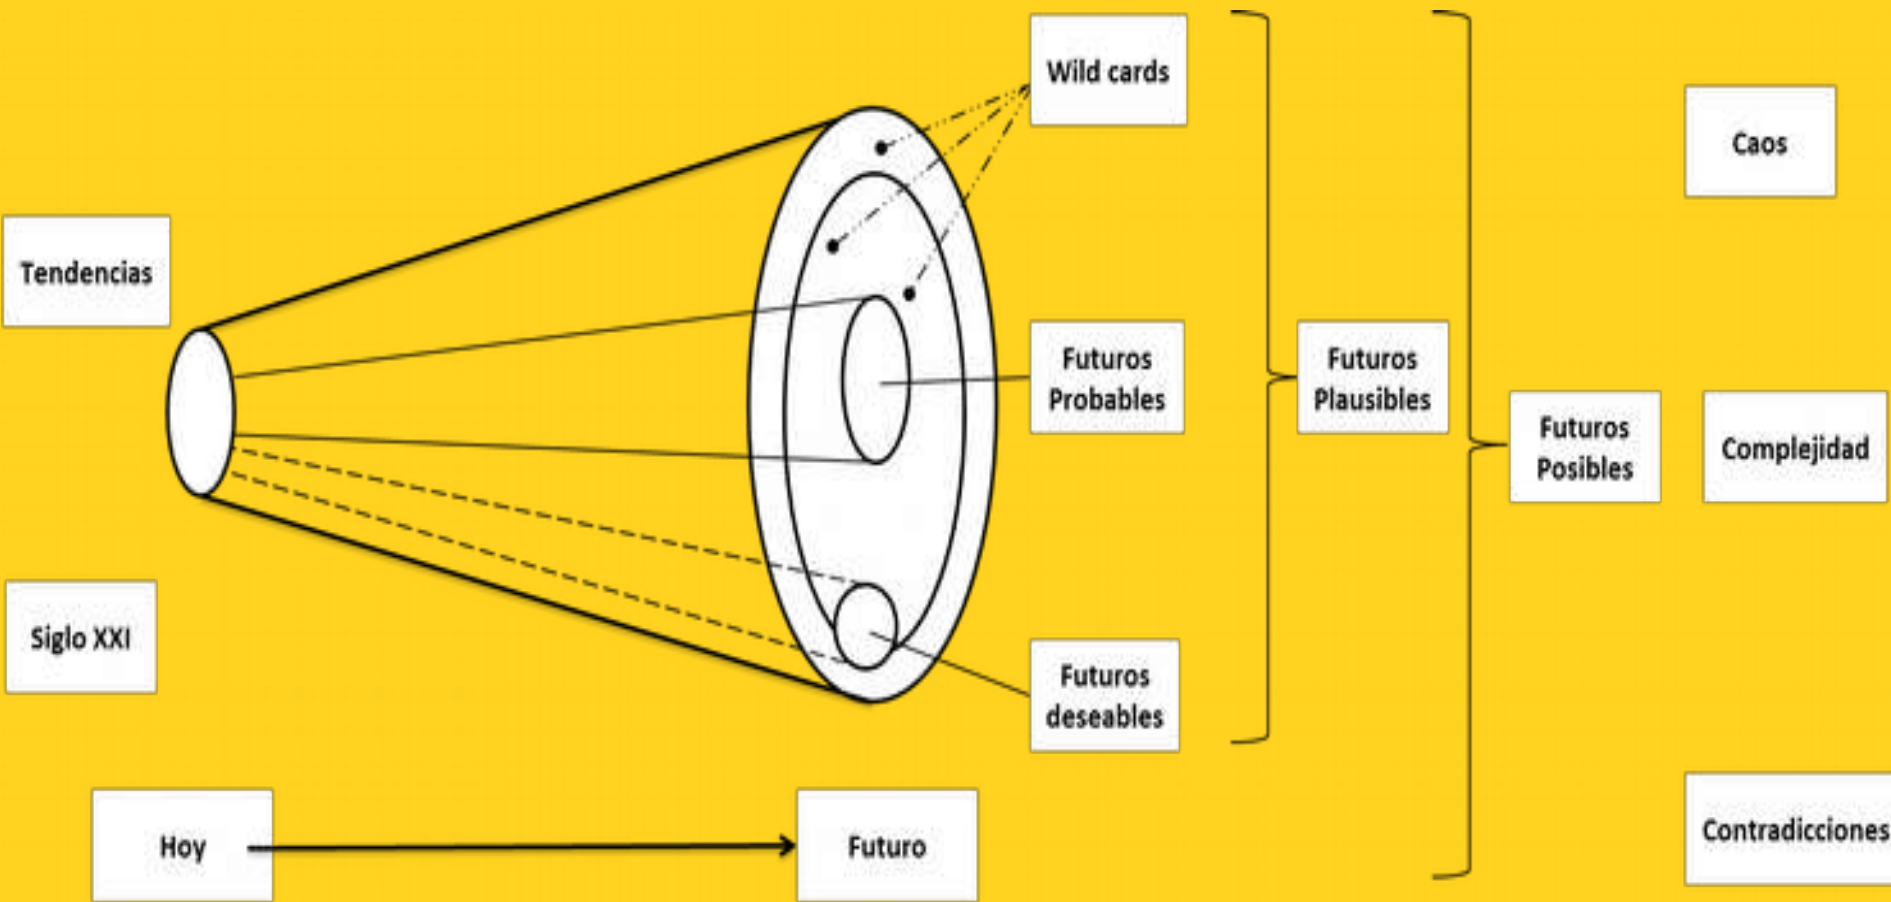 Wild cards
Caos
Tendencias
Futuros
Probables
Futuros
Plausibles
Futuros
Posibles
Complejidad
Siglo XXI
Futuros
deseables
Hoy
Futuro
Contradicciones